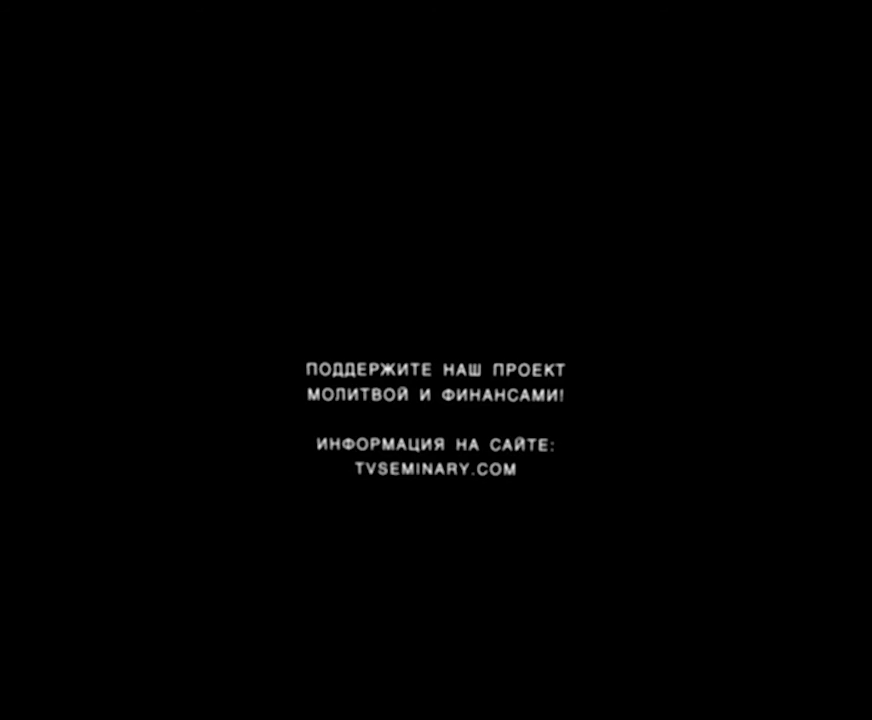 ПОДДЕРЖИТЕ НАШ ПРОЕКТ
МОЛИТВОЙ И ФИНАНСАМИ!
ИНФОРМАЦИЯ НА САЙТЕ:
TVSEMINARY.COM